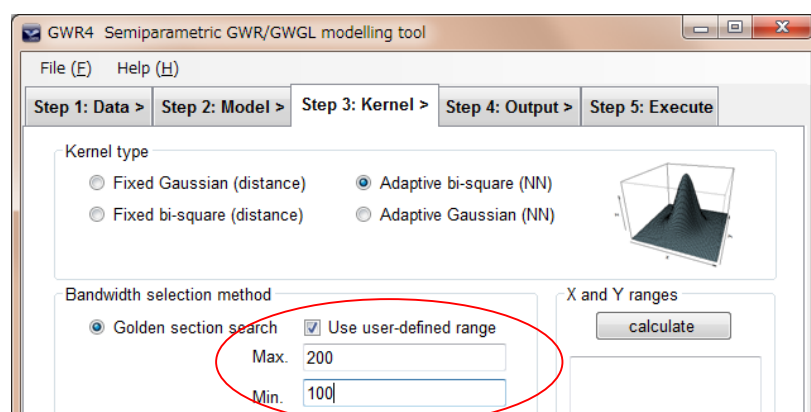 GWR4 Semiparametric GWR/GWGL modelling tool
File (F) Help (H)
Step 1: Data > Step 2: Model > Step 3: Kernel > Step 4: Output > Step 5: Execute
Kernel type
Fixed Gaussian (distance) Adaptive bi-square (NN)
Fixed bi-square (distance) Adaptive Gaussian (NN)
Bandwidth selection method X and Y ranges
Golden section search Use user-defined range calculate
Max. 200
Min. 100